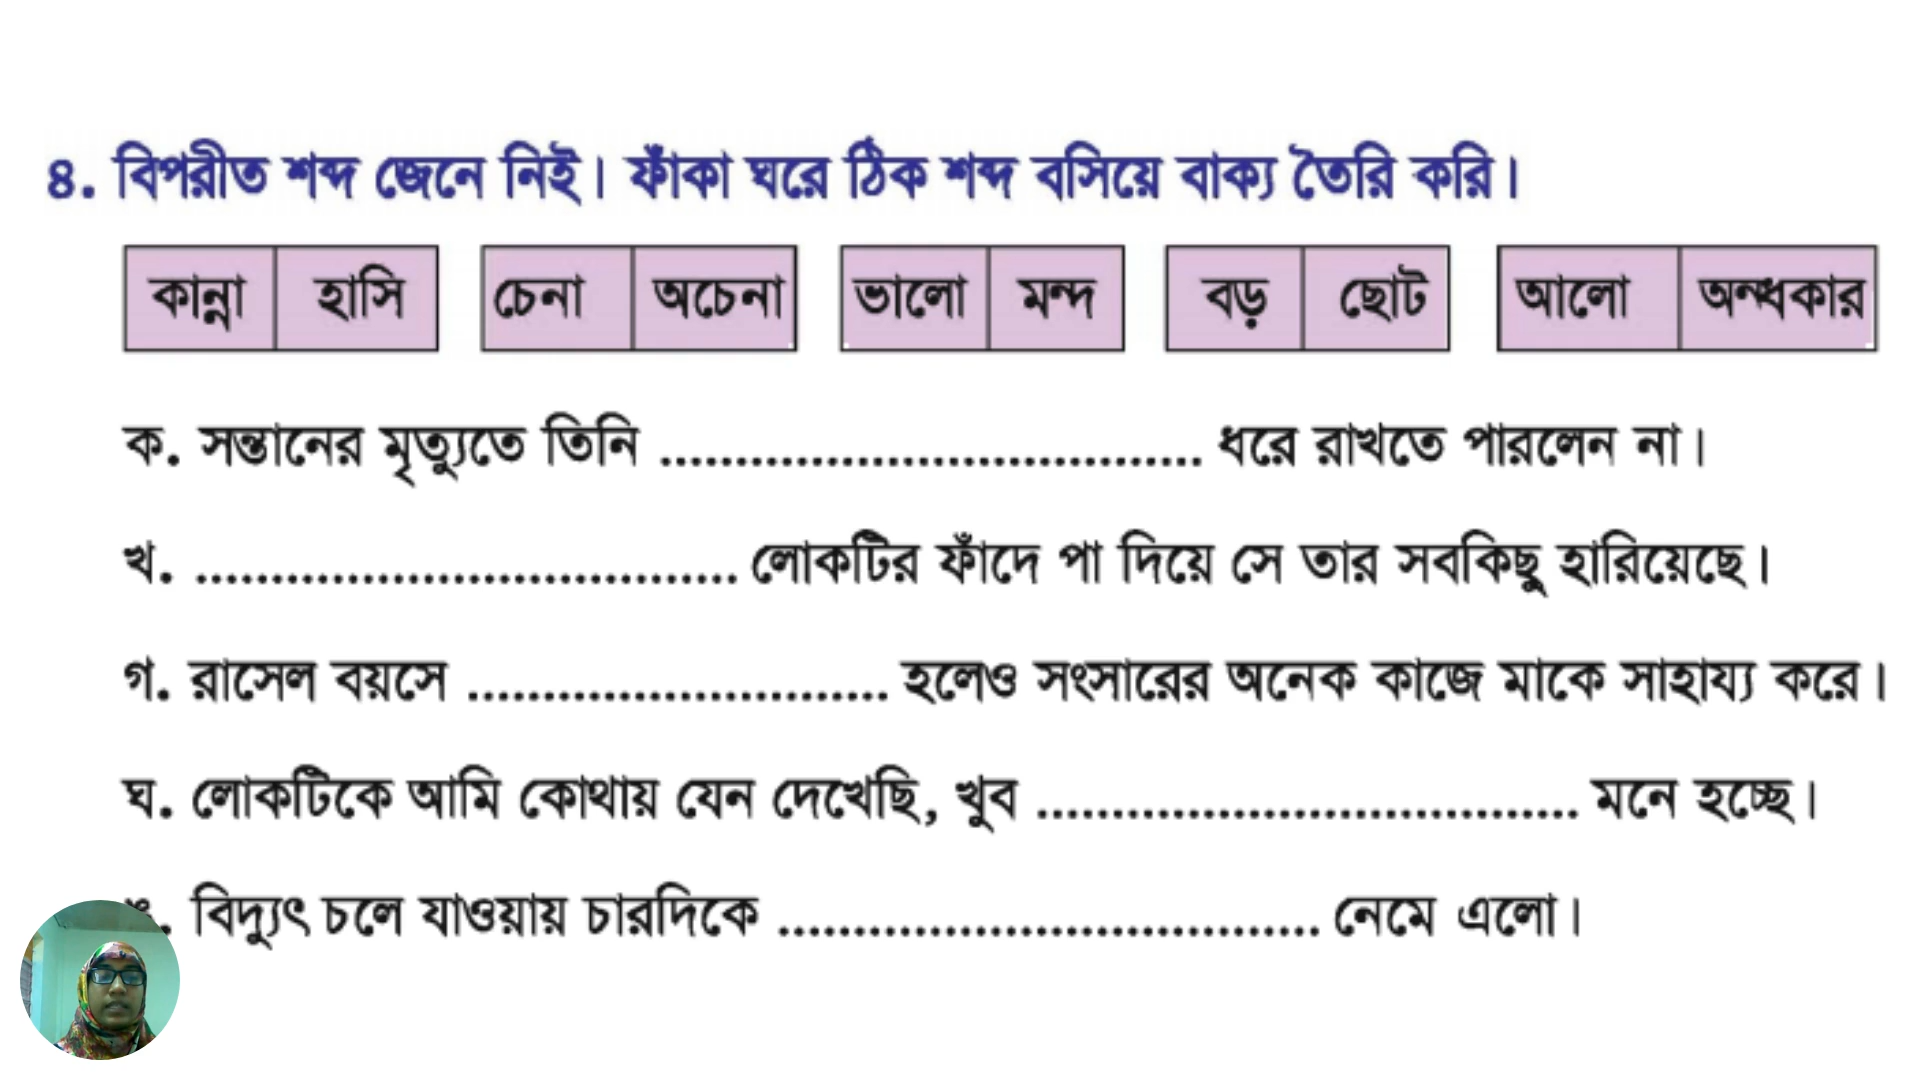 ৪. বিপরীত শব্দ জেনে নিই। ফাঁকা ঘরে ঠিক শব্দ বসিয়ে বাক্য তৈরি করি।
কান্না হাসি চেনা অচেনা ভালো মন্দ বড় ছোট আলো অন্ধকার
ক. সন্তানের মৃত্যুতে তিনি .................................... ধরে রাখতে পারলেন না।
খ. .................................... লোকটির ফাঁদে পা দিয়ে সে তার সবকিছু হারিয়েছে।
গ. রাসেল বয়সে ............................ হলেও সংসারের অনেক কাজে মাকে সাহায্য করে।
ঘ. লোকটিকে আমি কোথায় যেন দেখেছি, খুব .................................... মনে হচ্ছে।
বিদ্যুৎ চলে যাওয়ায় চারদিকে .................................... নেমে এলো।